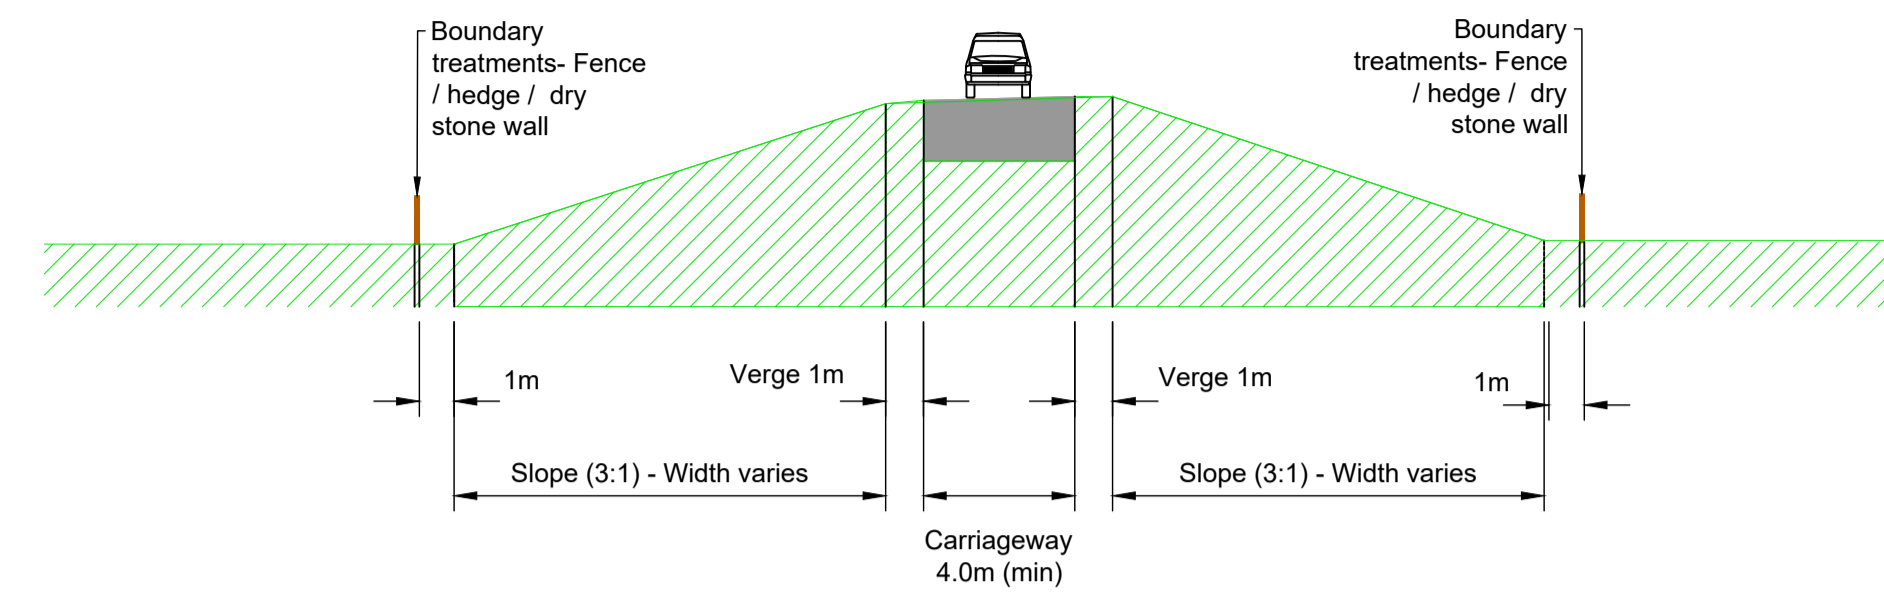 Boundary
treatments- Fence
/ hedge / dry
stone wall
Boundary
treatments- Fence
/ hedge / dry
stone wall
1m
Verge 1m
Verge 1m
1m
Slope (3:1) - Width varies
Slope (3:1) - Width varies
Carriageway
4.0m (min)